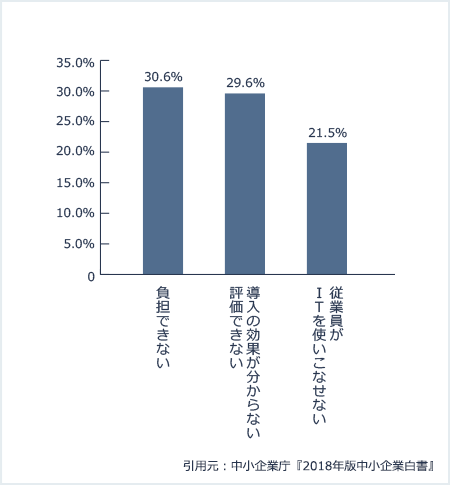 35.0%
30.0%
25.0%
20.0%
15.0%
10.0%
5.0%
0
30.6%
29.6%
21.5%
負担できない
導入の効果が分からない
評価できない
従業員が
ITを使いこなせない
引用元：中小企業庁『2018年版中小企業白書』